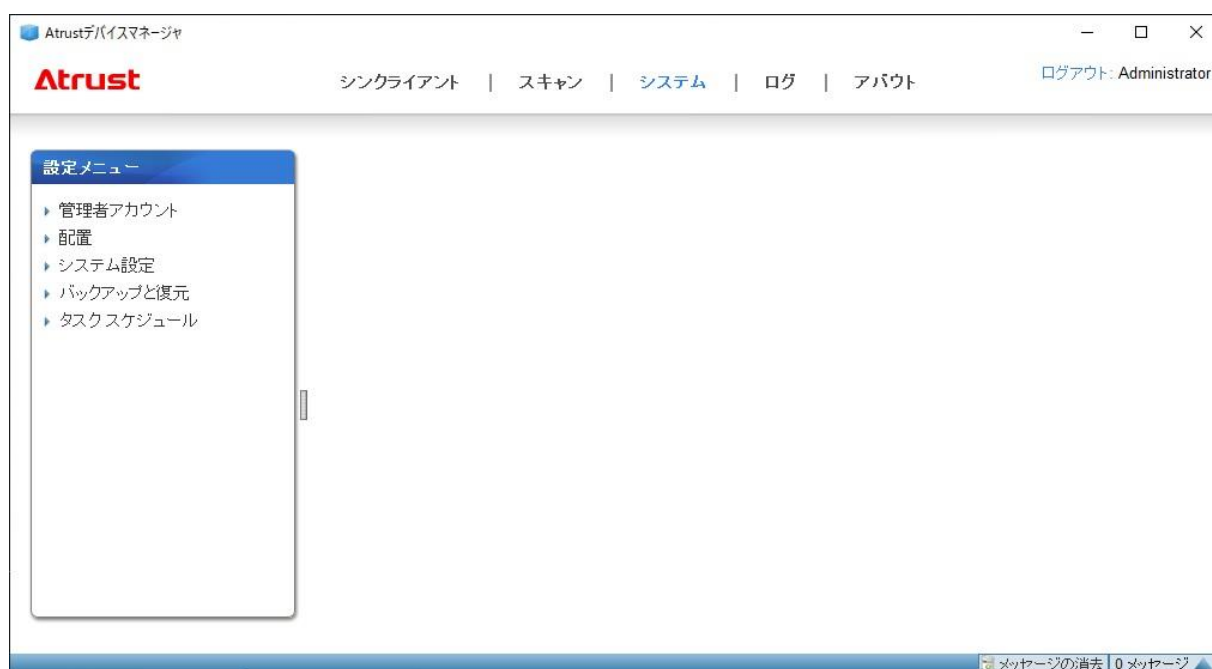 Atrustデバイスマネージャ
Atrust
シンクライアント | スキャン | システム | ログ | アバウト
ログアウト: Administrator
設定メニュー
管理者アカウント
配置
システム設定
バックアップと復元
タスクスケジュール
メッセージの消去 | 0 メッセージ